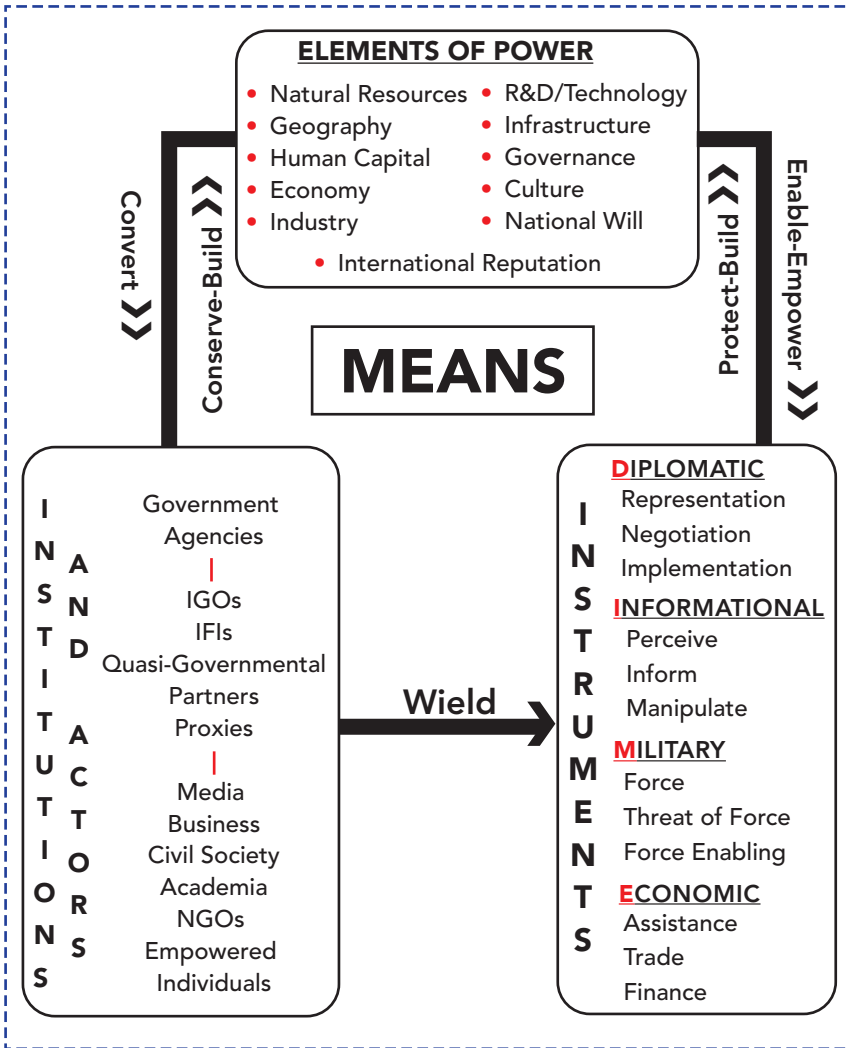 ELEMENTS OF POWER
• Natural Resources
• Geography
• Human Capital
• Economy
• Industry
• R&D/Technology
• Infrastructure
• Governance
• Culture
• National Will
• International Reputation
Convert
Conserve-Build
MEANS
Protect-Build
Enable-Empower
INSTITUTIONS
AND ACTORS
Government
Agencies
IGOs
IFIs
Quasi-Governmental
Partners
Proxies
Media
Business
Civil Society
Academia
NGOs
Empowered
Individuals
Wield
INSTRUMENTS
DIPLOMATIC
Representation
Negotiation
Implementation
INFORMATIONAL
Perceive
Inform
Manipulate
MILITARY
Force
Threat of Force
Force Enabling
ECONOMIC
Assistance
Trade
Finance